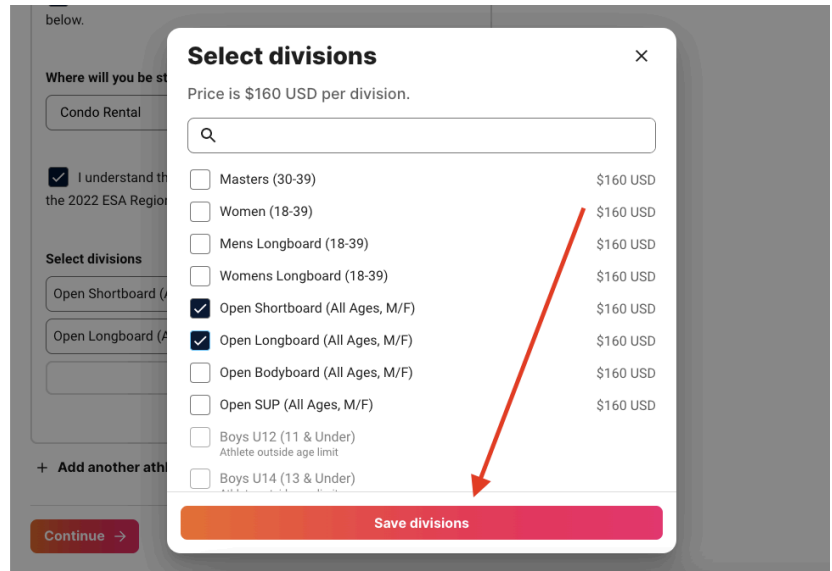 below.
Where will you be st
Condo Rental
I understand th
the 2022 ESA Region
Select divisions
Open Shortboard (A
Open Longboard (A
+ Add another athl
Continue →
Select divisions
Price is $160 USD per division.
Masters (30-39) $160 USD
Women (18-39) $160 USD
Mens Longboard (18-39) $160 USD
Womens Longboard (18-39) $160 USD
Open Shortboard (All Ages, M/F) $160 USD
Open Longboard (All Ages, M/F) $160 USD
Open Bodyboard (All Ages, M/F) $160 USD
Open SUP (All Ages, M/F) $160 USD
Boys U12 (11 & Under)
Athlete outside age limit
Boys U14 (13 & Under)
Save divisions